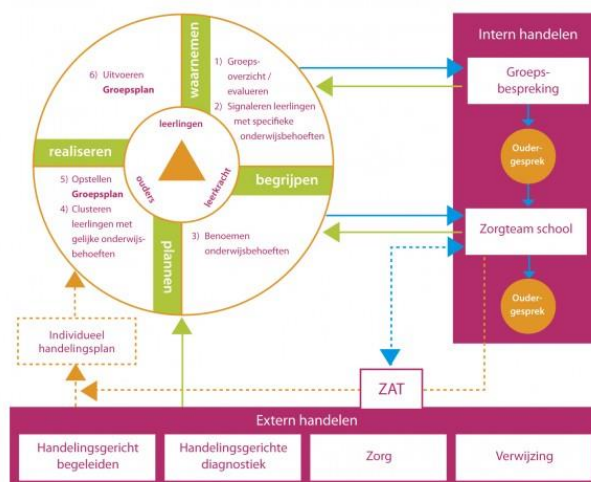 waarnemen
1) Groeps-
overzicht /
evalueren
2) Signaleren leerlingen
met specifieke
onderwijsbehoeften
begrijpen
3) Benoemen
onderwijsbehoeften
plannen
4) Clusteren
leerlingen met
gelijke onderwijs-
behoeften
5) Opstellen
Groepsplan
realiseren
6) Uitvoeren
Groepsplan
leerlingen
leerkracht
ouders
Intern handelen
Groeps-
bespreking
Ouder-
gesprek
Zorgteam school
Ouder-
gesprek
Individueel
handelingsplan
ZAT
Extern handelen
Handelingsgericht
begeleiden
Handelingsgerichte
diagnostiek
Zorg
Verwijzing